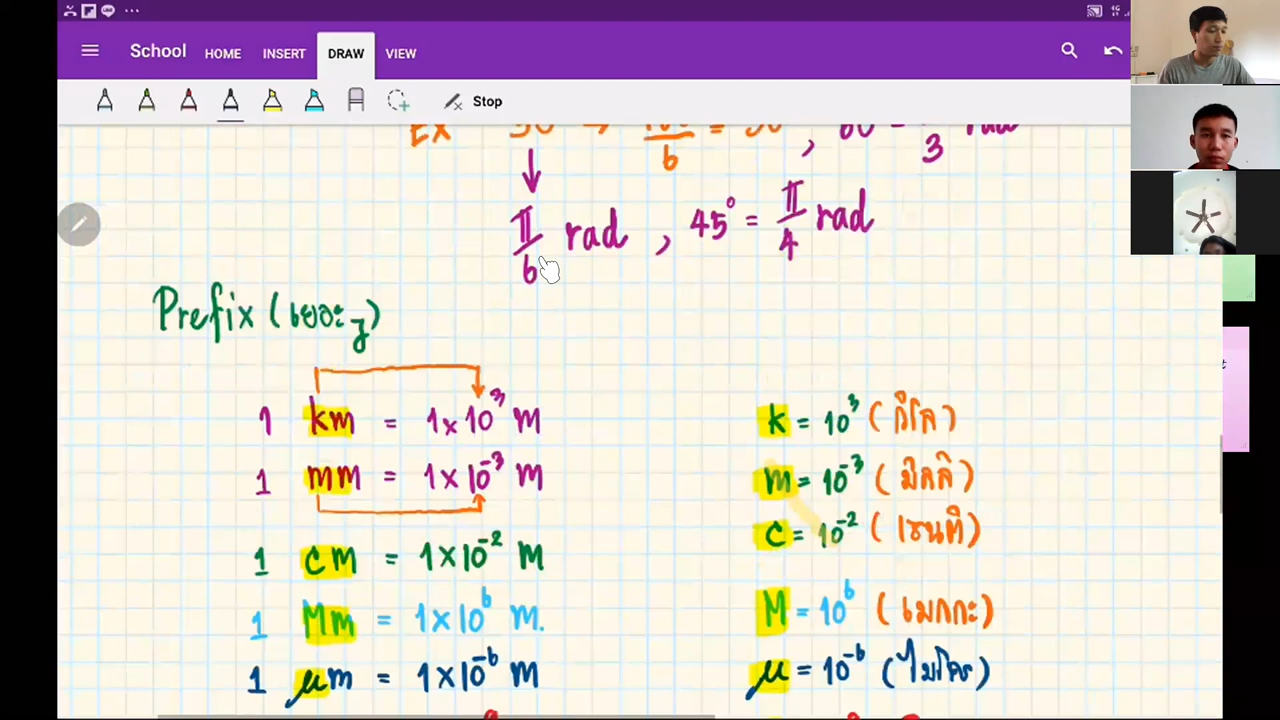 School HOME INSERT DRAW VIEW
Stop
EX
π/6 rad , 45° = π/4 rad
Prefix (เยอะๆ)
1 km = 1×10³ m
1 mm = 1×10⁻³ m
1 cm = 1×10⁻² m
1 Mm = 1×10⁶ m.
1 μm = 1×10⁻⁶ m
k = 10³ (กิโล)
m = 10⁻³ (มิลลิ)
c = 10⁻² (เซนติ)
M = 10⁶ (เมกกะ)
μ = 10⁻⁶ (ไมโคร)